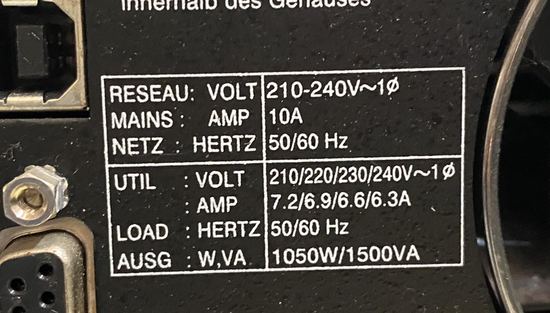 innerhalb des Gehäuses
RESEAU: VOLT 210-240V~1Ø
MAINS : AMP 10A
NETZ : HERTZ 50/60 Hz
UTIL : VOLT 210/220/230/240V~1Ø
: AMP 7.2/6.9/6.6/6.3A
LOAD : HERTZ 50/60 Hz
AUSG : W,VA 1050W/1500VA